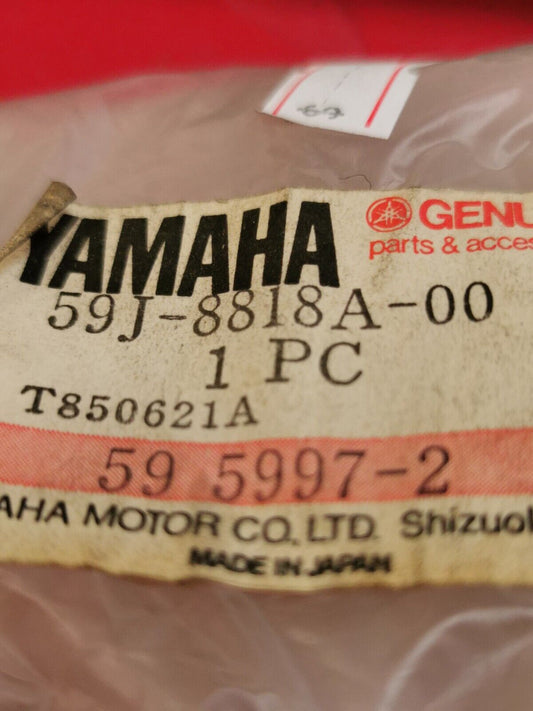 YAMAHA
GENU
parts & acces
59J-8818A-00
1 PC
T850621A
59 5997-2
AHA MOTOR CO., LTD. Shizuo
MADE IN JAPAN